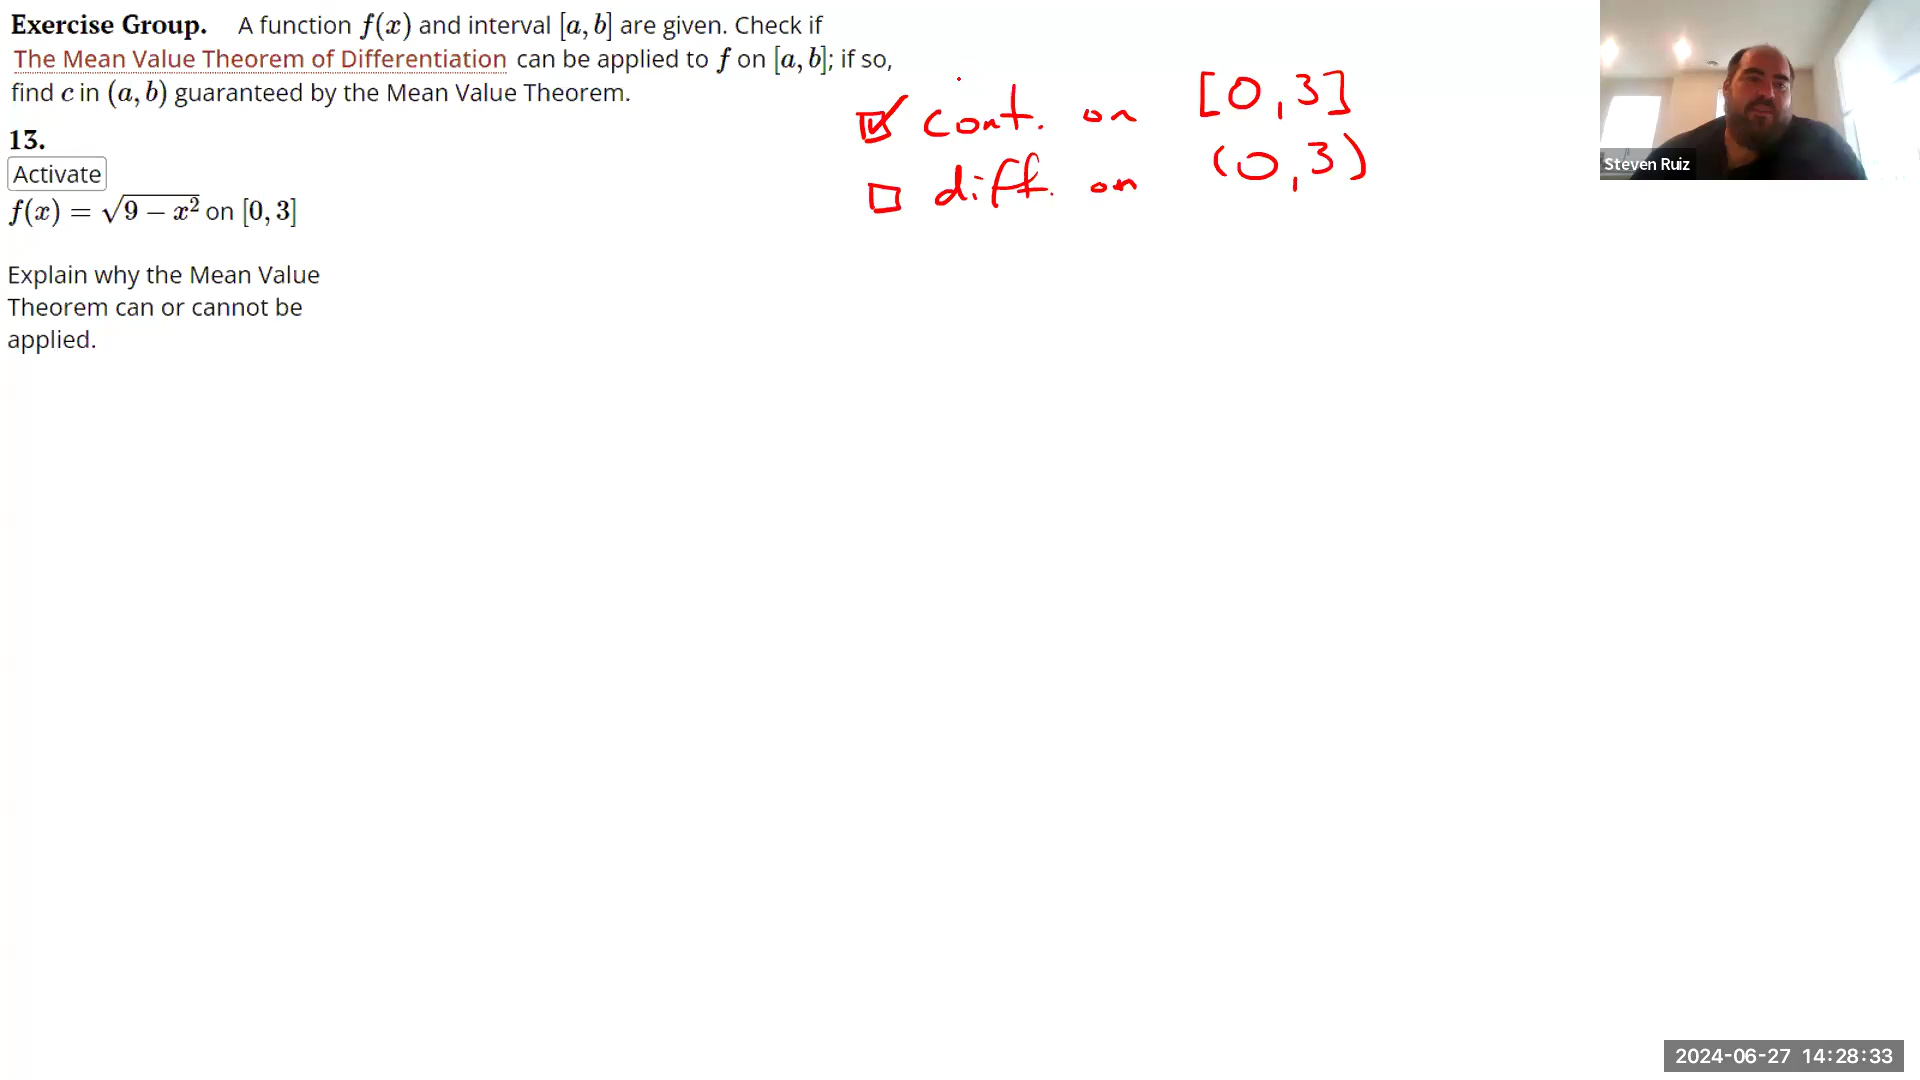 Exercise Group. A function f(x) and interval [a, b] are given. Check if
The Mean Value Theorem of Differentiation can be applied to f on [a, b]; if so,
find c in (a, b) guaranteed by the Mean Value Theorem.
13.
Activate
f(x) = √(9 − x²) on [0, 3]
Explain why the Mean Value
Theorem can or cannot be
applied.
cont. on [0,3]
diff. on (0,3)
Steven Ruiz
2024-06-27 14:28:33